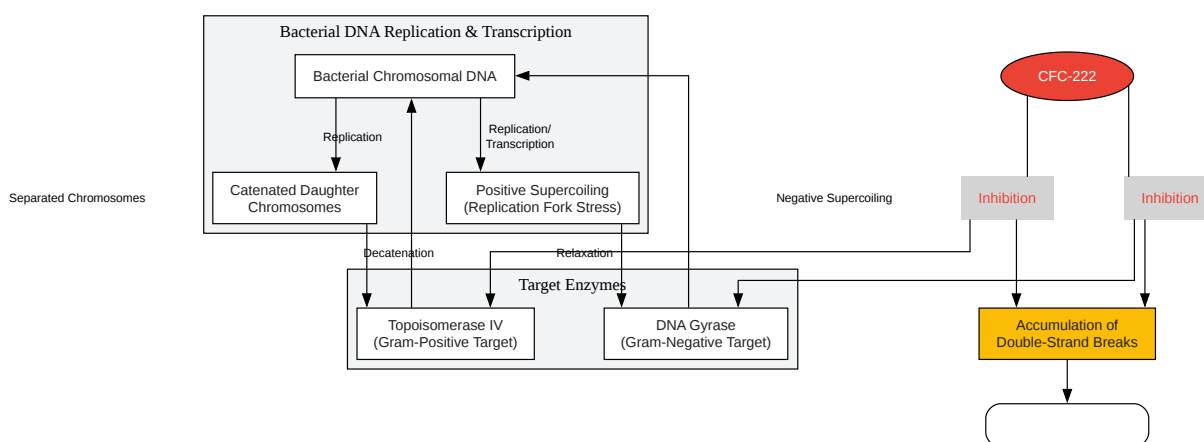 Bacterial DNA Replication & Transcription
Bacterial Chromosomal DNA
CFC-222
Replication
Replication/
Transcription
Separated Chromosomes
Catenated Daughter
Chromosomes
Positive Supercoiling
(Replication Fork Stress)
Negative Supercoiling
Inhibition
Inhibition
Decatenation
Relaxation
Target Enzymes
Topoisomerase IV
(Gram-Positive Target)
DNA Gyrase
(Gram-Negative Target)
Accumulation of
Double-Strand Breaks